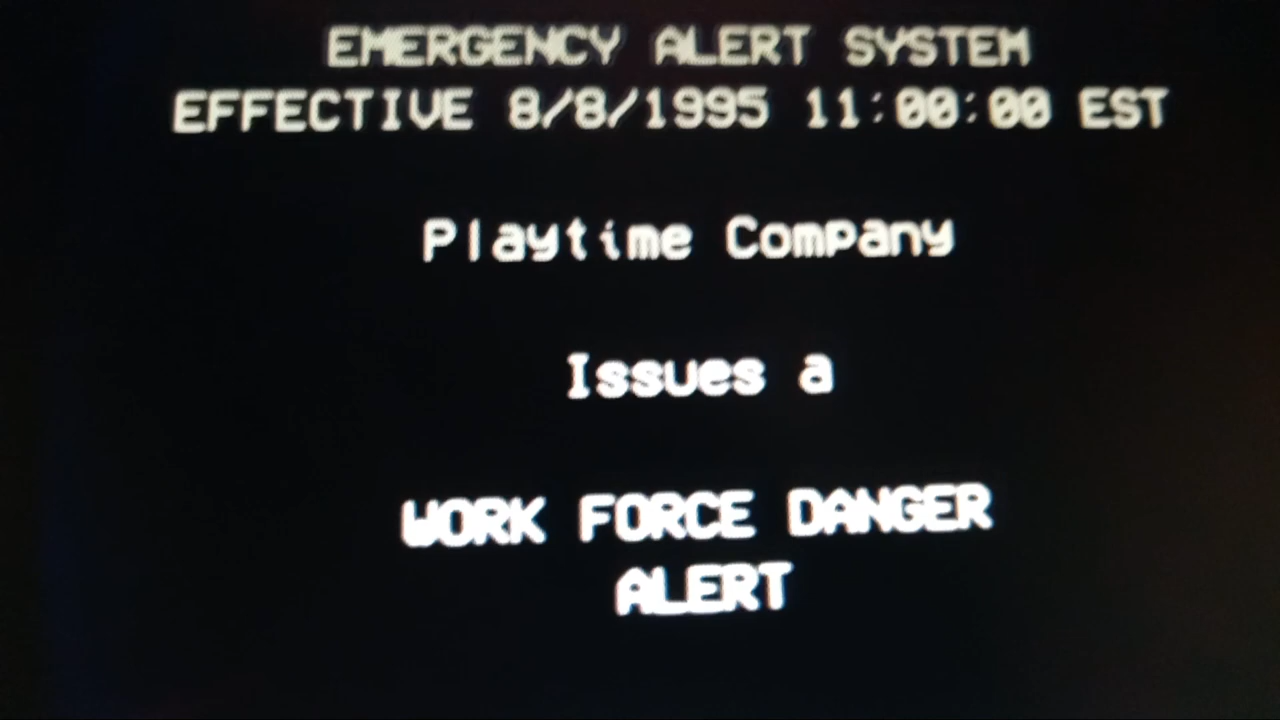 EMERGENCY ALERT SYSTEM
EFFECTIVE 8/8/1995 11:00:00 EST
Playtime Company
Issues a
WORK FORCE DANGER
ALERT